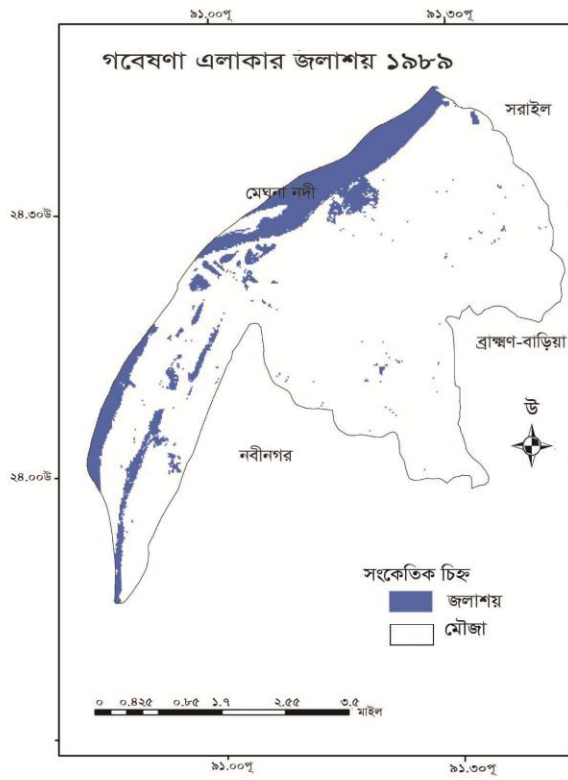 ৯১.০০পূ ৯১.৩০পূ
গবেষণা এলাকার জলাশয় ১৯৮৯
সরাইল
মেঘনা নদী
২৪.৩০উ
ব্রাহ্মণ-বাড়িয়া
উ
নবীনগর
২৪.০০উ
সংকেতিক চিহ্ন
জলাশয়
মৌজা
০ ০.৪২৫ ০.৮৫ ১.৭ ২.৫৫ ৩.৫
মাইল
৯১.০০পূ ৯১.৩০পূ